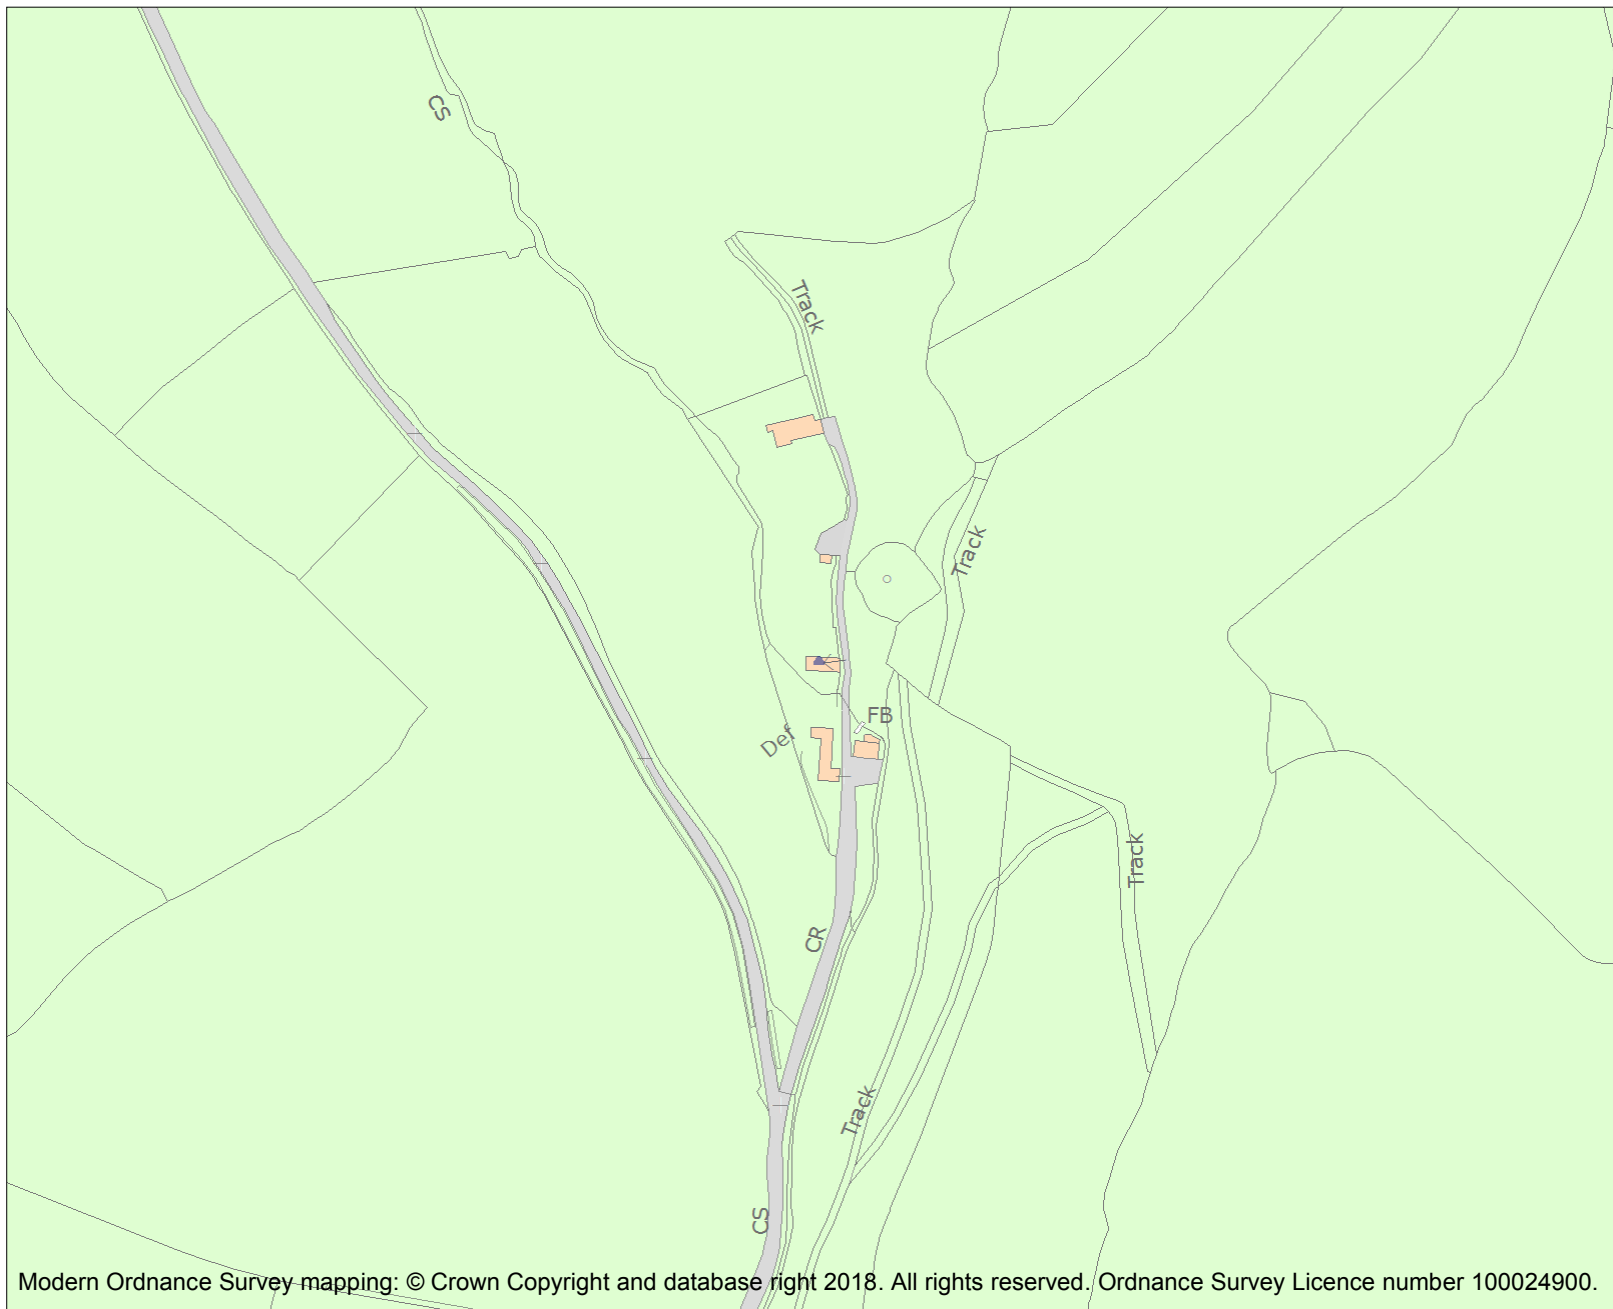 CS
Track
Track
FB
Def
Track
CR
Track
CS
Modern Ordnance Survey mapping: © Crown Copyright and database right 2018. All rights reserved. Ordnance Survey Licence number 100024900.